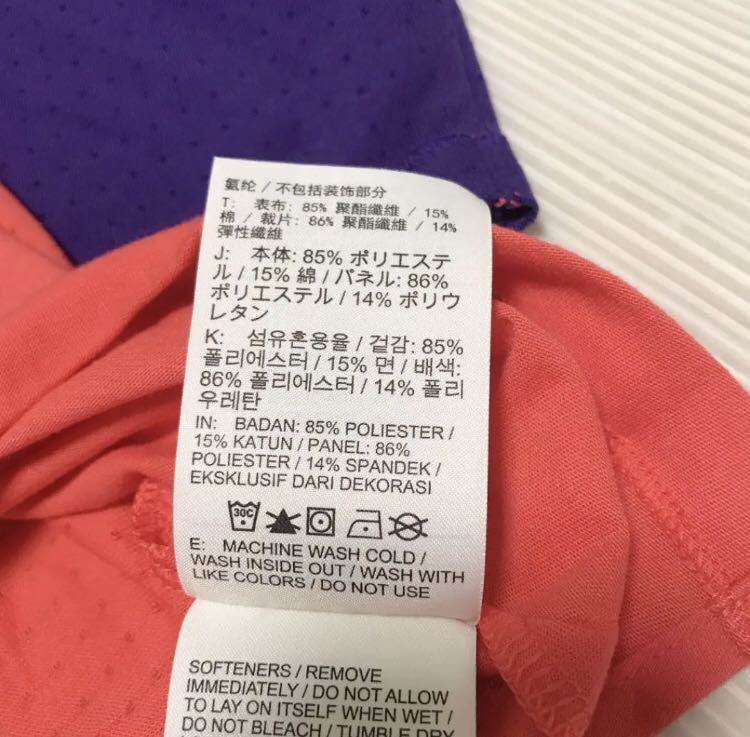 氨纶 / 不包括装饰部分
T: 表布: 85% 聚酯纖維 / 15%
棉 / 裁片: 86% 聚酯纖維 / 14%
彈性纖維
J: 本体: 85% ポリエステ
ル / 15% 綿 / パネル: 86%
ポリエステル / 14% ポリウ
レタン
K: 섬유혼용율 / 겉감: 85%
폴리에스터 / 15% 면 / 배색:
86% 폴리에스터 / 14% 폴리
우레탄
IN: BADAN: 85% POLIESTER /
15% KATUN / PANEL: 86%
POLIESTER / 14% SPANDEK /
EKSKLUSIF DARI DEKORASI
30C
E: MACHINE WASH COLD /
WASH INSIDE OUT / WASH WITH
LIKE COLORS / DO NOT USE
SOFTENERS / REMOVE
IMMEDIATELY / DO NOT ALLOW
TO LAY ON ITSELF WHEN WET /
DO NOT BLEACH / TUMBLE DRY